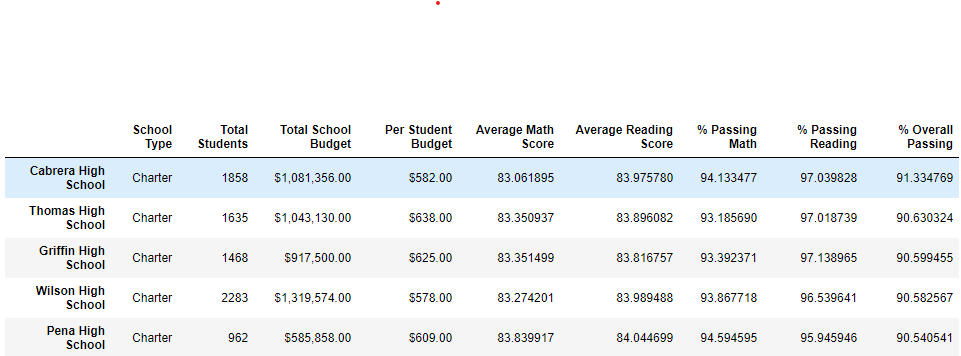 School Type Total Students Total School Budget Per Student Budget Average Math Score Average Reading Score % Passing Math % Passing Reading % Overall Passing
Cabrera High School Charter 1858 $1,081,356.00 $582.00 83.061895 83.975780 94.133477 97.039828 91.334769
Thomas High School Charter 1635 $1,043,130.00 $638.00 83.350937 83.896082 93.185690 97.018739 90.630324
Griffin High School Charter 1468 $917,500.00 $625.00 83.351499 83.816757 93.392371 97.138965 90.599455
Wilson High School Charter 2283 $1,319,574.00 $578.00 83.274201 83.989488 93.867718 96.539641 90.582567
Pena High School Charter 962 $585,858.00 $609.00 83.839917 84.044699 94.594595 95.945946 90.540541